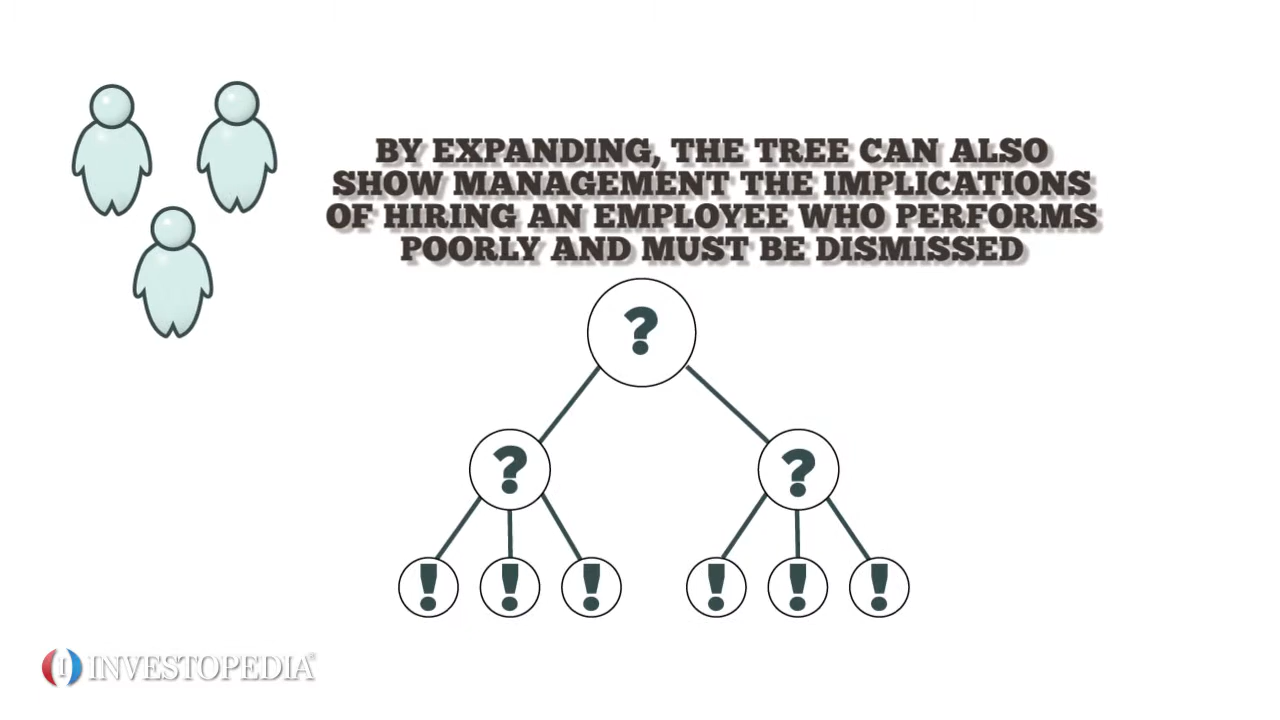 BY EXPANDING, THE TREE CAN ALSO
SHOW MANAGEMENT THE IMPLICATIONS
OF HIRING AN EMPLOYEE WHO PERFORMS
POORLY AND MUST BE DISMISSED
?
? ?
! ! ! ! ! !
INVESTOPEDIA®